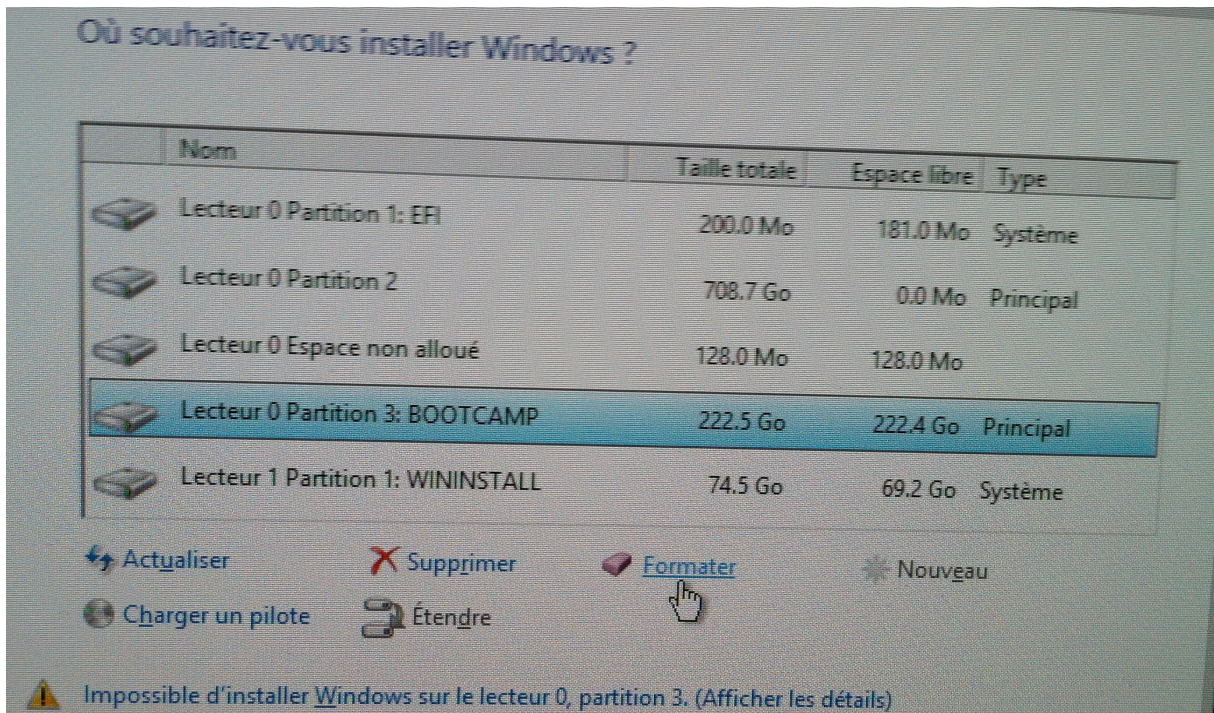 Où souhaitez-vous installer Windows ?
Nom Taille totale Espace libre Type
Lecteur 0 Partition 1: EFI 200.0 Mo 181.0 Mo Système
Lecteur 0 Partition 2 708.7 Go 0.0 Mo Principal
Lecteur 0 Espace non alloué 128.0 Mo 128.0 Mo
Lecteur 0 Partition 3: BOOTCAMP 222.5 Go 222.4 Go Principal
Lecteur 1 Partition 1: WININSTALL 74.5 Go 69.2 Go Système
Actualiser Supprimer Formater Nouveau
Charger un pilote Étendre
Impossible d'installer Windows sur le lecteur 0, partition 3. (Afficher les détails)